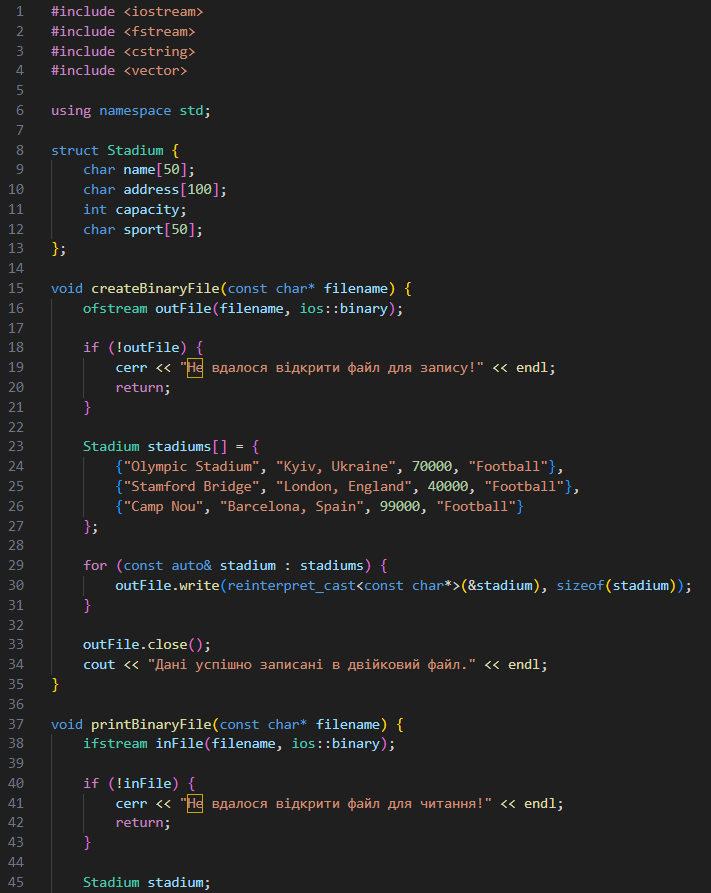 1 #include <iostream>
2 #include <fstream>
3 #include <cstring>
4 #include <vector>
5
6 using namespace std;
7
8 struct Stadium {
9     char name[50];
10     char address[100];
11     int capacity;
12     char sport[50];
13 };
14
15 void createBinaryFile(const char* filename) {
16     ofstream outFile(filename, ios::binary);
17
18     if (!outFile) {
19         cerr << "Не вдалося відкрити файл для запису!" << endl;
20         return;
21     }
22
23     Stadium stadiums[] = {
24         {"Olympic Stadium", "Kyiv, Ukraine", 70000, "Football"},
25         {"Stamford Bridge", "London, England", 40000, "Football"},
26         {"Camp Nou", "Barcelona, Spain", 99000, "Football"}
27     };
28
29     for (const auto& stadium : stadiums) {
30         outFile.write(reinterpret_cast<const char*>(&stadium), sizeof(stadium));
31     }
32
33     outFile.close();
34     cout << "Дані успішно записані в двійковий файл." << endl;
35 }
36
37 void printBinaryFile(const char* filename) {
38     ifstream inFile(filename, ios::binary);
39
40     if (!inFile) {
41         cerr << "Не вдалося відкрити файл для читання!" << endl;
42         return;
43     }
44
45     Stadium stadium;